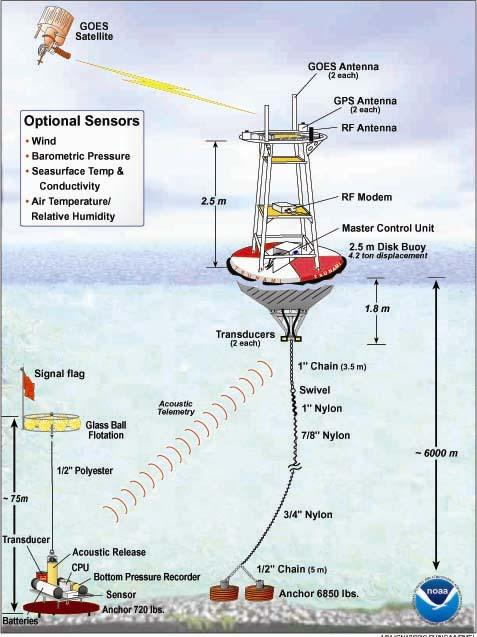 GOES
Satellite
GOES Antenna
(2 each)
GPS Antenna
(2 each)
RF Antenna
Optional Sensors
• Wind
• Barometric Pressure
• Seasurface Temp &
Conductivity
• Air Temperature/
Relative Humidity
2.5 m
RF Modem
Master Control Unit
2.5 m Disk Buoy
4.2 ton displacement
TSUNAMI
TSUNAMI
1.8 m
Transducers
(2 each)
1" Chain (3.5 m)
Signal flag
Acoustic
Telemetry
Swivel
1" Nylon
Glass Ball
Flotation
7/8" Nylon
~ 6000 m
1/2" Polyester
~ 75m
3/4" Nylon
Transducer
Acoustic Release
CPU
Bottom Pressure Recorder
1/2" Chain (5 m)
Sensor
Anchor 6850 lbs.
Anchor 720 lbs.
Batteries
noaa